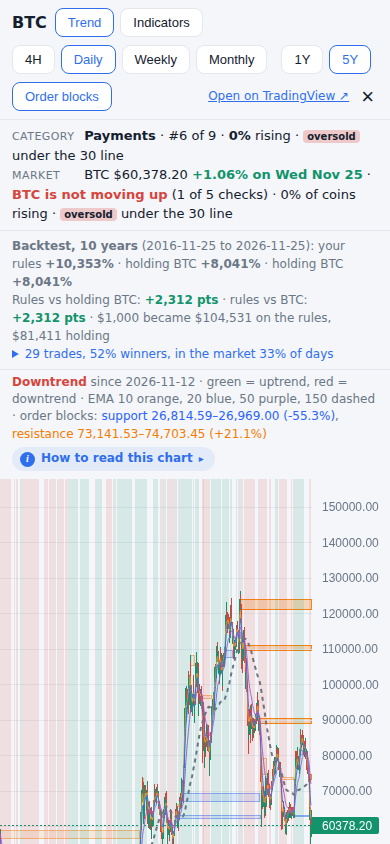 BTC Trend Indicators
4H Daily Weekly Monthly 1Y 5Y
Order blocks Open on TradingView ↗ ✕
CATEGORY Payments · #6 of 9 · 0% rising · oversold
under the 30 line
MARKET BTC $60,378.20 +1.06% on Wed Nov 25 ·
BTC is not moving up (1 of 5 checks) · 0% of coins
rising · oversold under the 30 line
Backtest, 10 years (2016-11-25 to 2026-11-25): your
rules +10,353% · holding BTC +8,041% · holding BTC
+8,041%
Rules vs holding BTC: +2,312 pts · rules vs BTC:
+2,312 pts · $1,000 became $104,531 on the rules,
$81,411 holding
▶ 29 trades, 52% winners, in the market 33% of days
Downtrend since 2026-11-12 · green = uptrend, red =
downtrend · EMA 10 orange, 20 blue, 50 purple, 150 dashed
· order blocks: support 26,814.59–26,969.00 (-55.3%),
resistance 73,141.53–74,703.45 (+21.1%)
i How to read this chart ▸
150000.00
140000.00
130000.00
120000.00
110000.00
100000.00
90000.00
80000.00
70000.00
60378.20